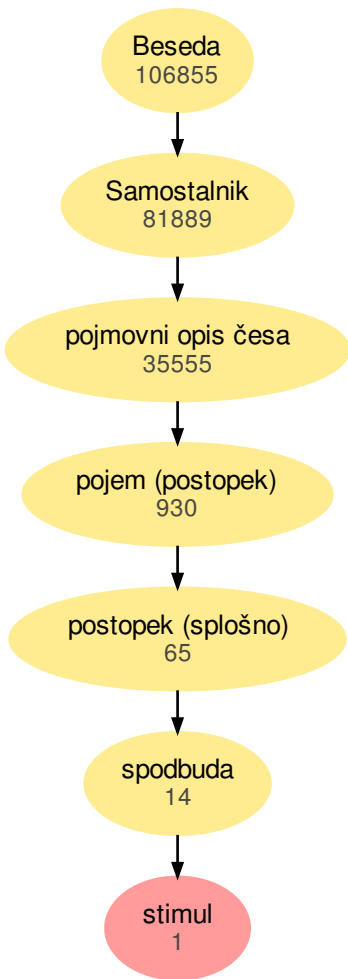 Beseda
106855
Samostalnik
81889
pojmovni opis česa
35555
pojem (postopek)
930
postopek (splošno)
65
spodbuda
14
stimul
1